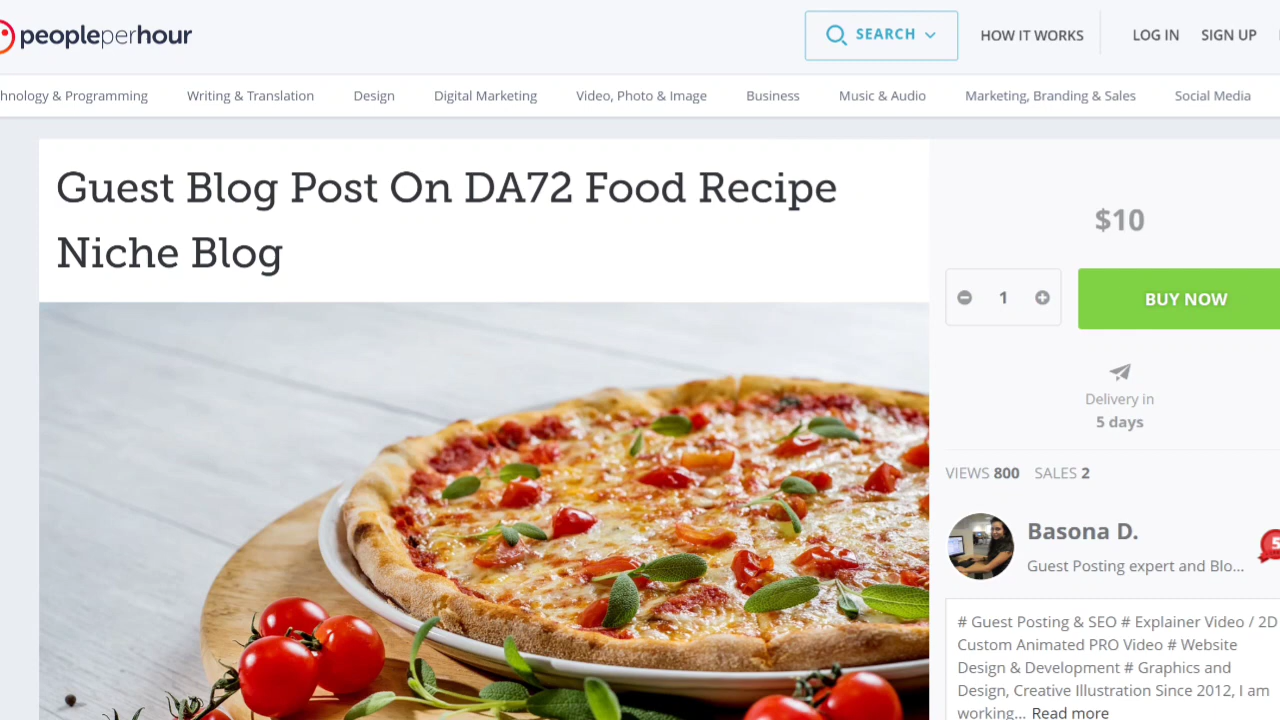 peopleperhour
SEARCH
HOW IT WORKS
LOG IN
SIGN UP
hnology & Programming
Writing & Translation
Design
Digital Marketing
Video, Photo & Image
Business
Music & Audio
Marketing, Branding & Sales
Social Media
Guest Blog Post On DA72 Food Recipe
Niche Blog
$10
1
BUY NOW
Delivery in
5 days
VIEWS 800 SALES 2
Basona D.
5
Guest Posting expert and Blo...
# Guest Posting & SEO # Explainer Video / 2D
Custom Animated PRO Video # Website
Design & Development # Graphics and
Design, Creative Illustration Since 2012, I am
working... Read more